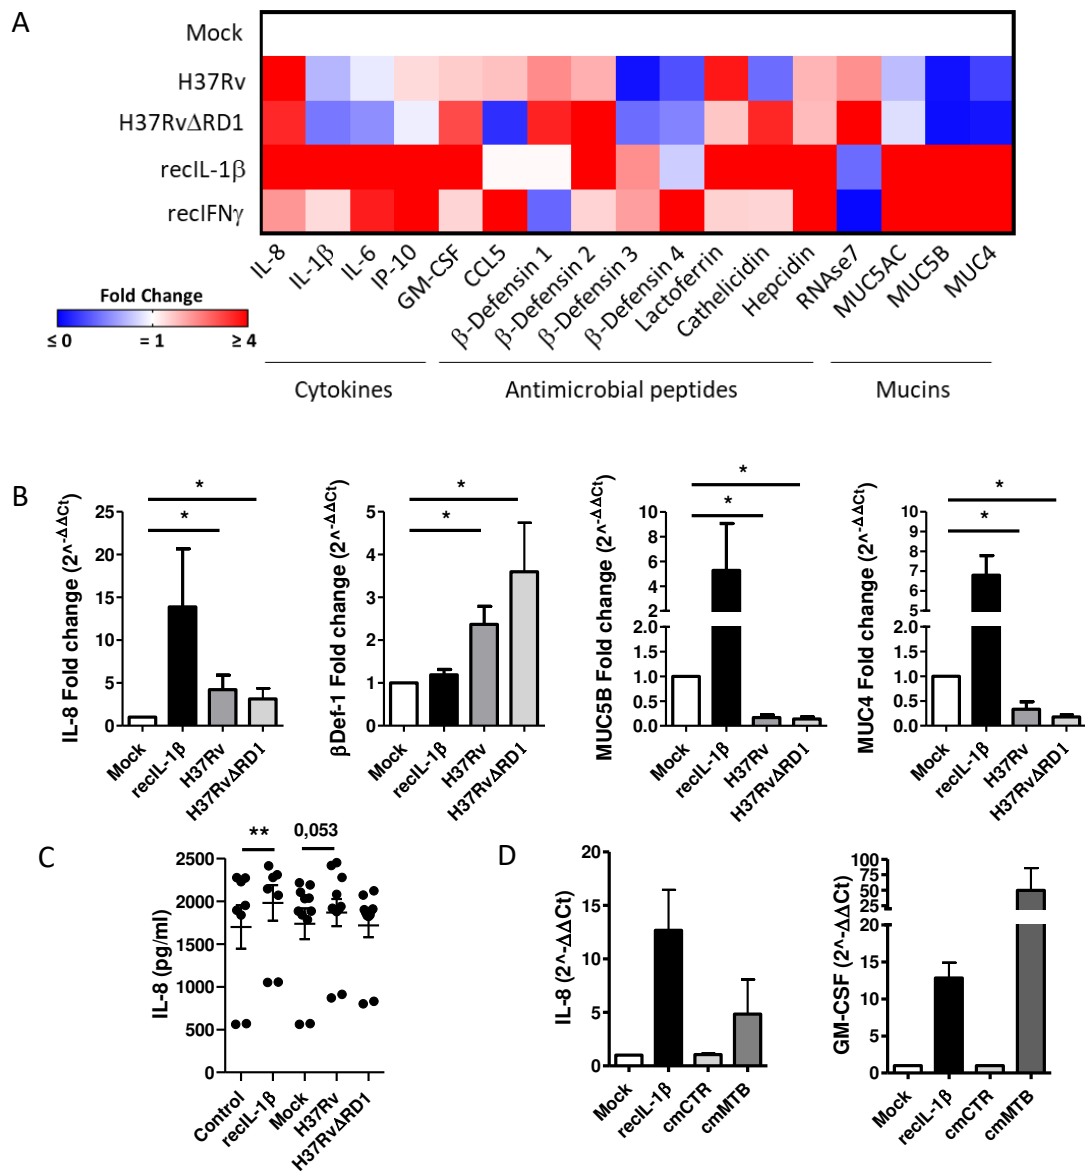 A
Mock
H37Rv
H37RvΔRD1
recIL-1β
recIFNγ
IL-8
IL-1β
IL-6
IP-10
GM-CSF
CCL5
β-Defensin 1
β-Defensin 2
β-Defensin 3
β-Defensin 4
Lactoferrin
Cathelicidin
Hepcidin
RNAse7
MUC5AC
MUC5B
MUC4
Fold Change
≤ 0 = 1 ≥ 4
Cytokines Antimicrobial peptides Mucins
B
IL-8 Fold change (2^-ΔΔCt)
25
20
15
10
5
0
* *
Mock recIL-1β H37Rv H37RvΔRD1
βDef-1 Fold change (2^-ΔΔCt)
5
4
3
2
1
0
* *
Mock recIL-1β H37Rv H37RvΔRD1
MUC5B Fold change (2^-ΔΔCt)
10
8
6
4
2
2.0
1.5
1.0
0.5
0.0
* *
Mock recIL-1β H37Rv H37RvΔRD1
MUC4 Fold change (2^-ΔΔCt)
10
9
8
7
6
5
2.0
1.5
1.0
0.5
0.0
* *
Mock recIL-1β H37Rv H37RvΔRD1
C
IL-8 (pg/ml)
2500
2000
1500
1000
500
0
** 0,053
Control recIL-1β Mock H37Rv H37RvΔRD1
D
IL-8 (2^-ΔΔCt)
20
15
10
5
0
Mock recIL-1β cmCTR cmMTB
GM-CSF (2^-ΔΔCt)
100
75
50
25
20
15
10
5
0
Mock recIL-1β cmCTR cmMTB